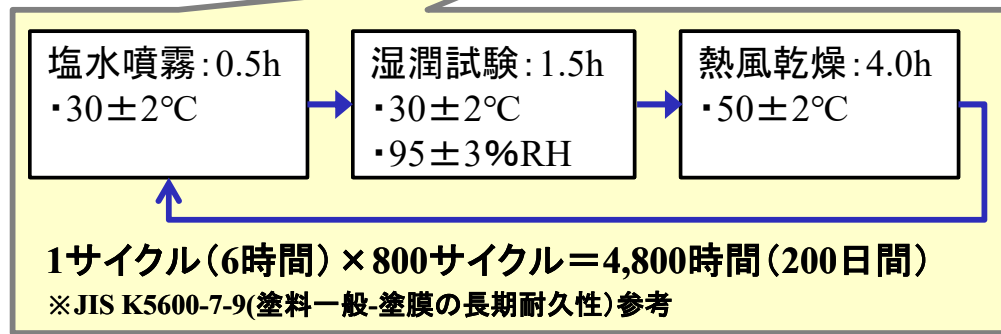 塩水噴霧:0.5h
・30±2℃
湿潤試験:1.5h
・30±2℃
・95±3%RH
熱風乾燥:4.0h
・50±2℃
1サイクル(6時間)×800サイクル=4,800時間(200日間)
※JIS K5600-7-9(塗料一般-塗膜の長期耐久性)参考